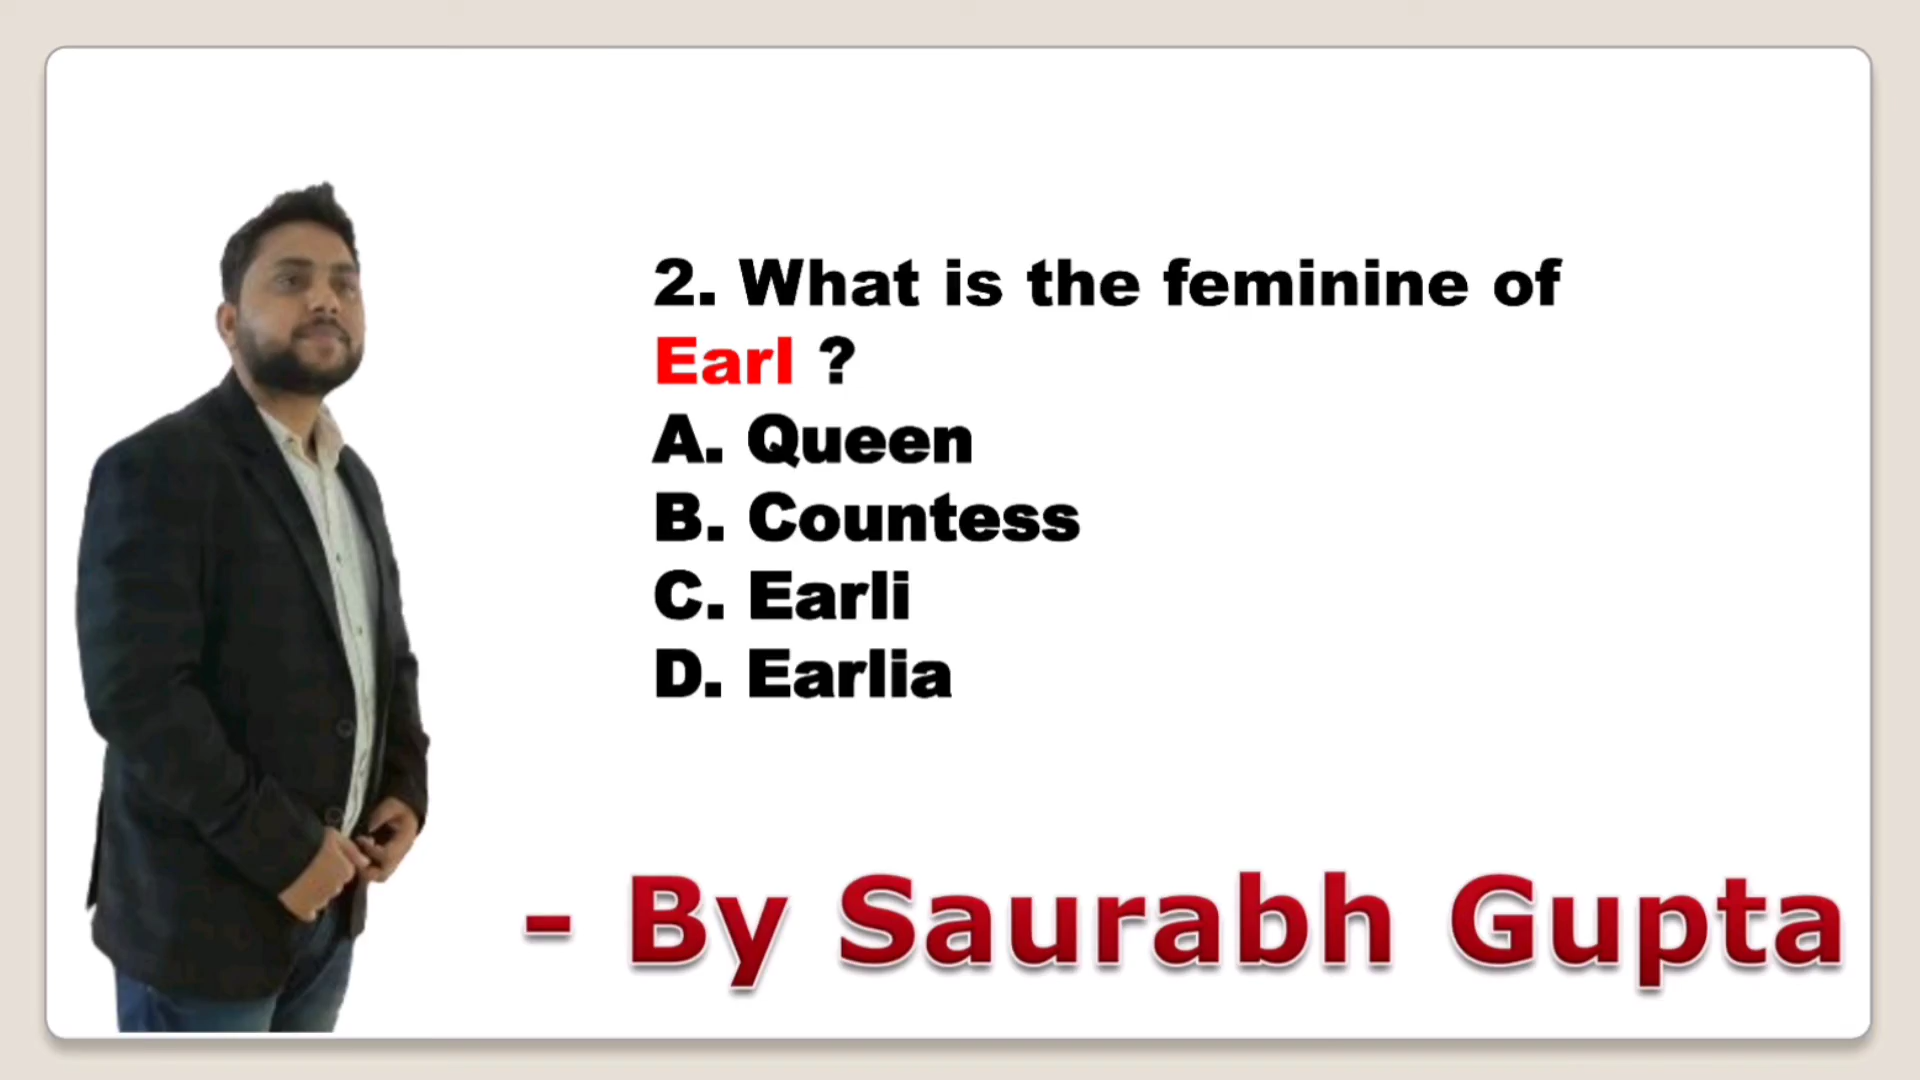 2. What is the feminine of
Earl ?
A. Queen
B. Countess
C. Earli
D. Earlia
- By Saurabh Gupta